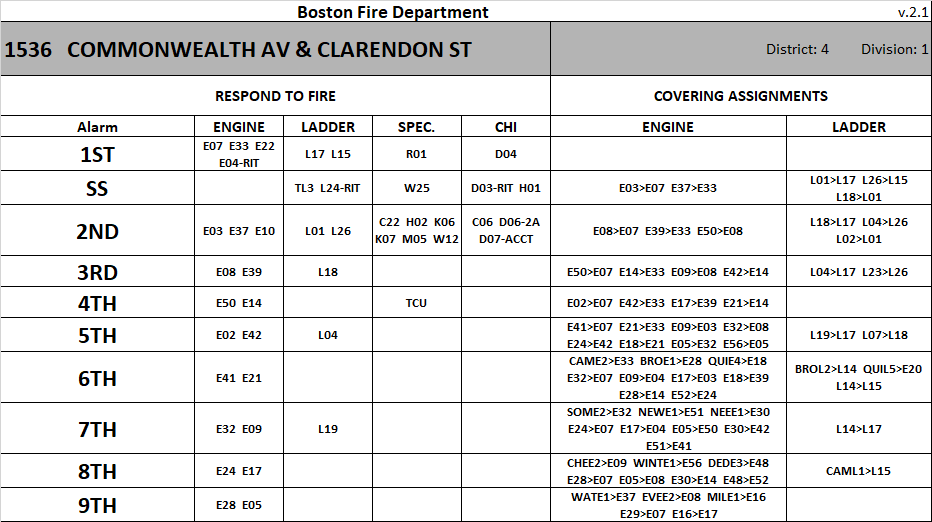 Boston Fire Department v.2.1
1536 COMMONWEALTH AV & CLARENDON ST District: 4 Division: 1
RESPOND TO FIRE COVERING ASSIGNMENTS
Alarm ENGINE LADDER SPEC. CHI ENGINE LADDER
1ST
E07 E33 E22
E04-RIT
L17 L15
R01
D04
SS
TL3 L24-RIT
W25
D03-RIT H01
E03>E07 E37>E33
L01>L17 L26>L15
L18>L01
2ND
E03 E37 E10
L01 L26
C22 H02 K06
K07 M05 W12
C06 D06-2A
D07-ACCT
E08>E07 E39>E33 E50>E08
L18>L17 L04>L26
L02>L01
3RD
E08 E39
L18
E50>E07 E14>E33 E09>E08 E42>E14
L04>L17 L23>L26
4TH
E50 E14
TCU
E02>E07 E42>E33 E17>E39 E21>E14
5TH
E02 E42
L04
E41>E07 E21>E33 E09>E03 E32>E08
E24>E42 E18>E21 E05>E32 E56>E05
L19>L17 L07>L18
6TH
E41 E21
CAME2>E33 BROE1>E28 QUIE4>E18
E32>E07 E09>E04 E17>E03 E18>E39
E28>E14 E52>E24
BROL2>L14 QUIL5>E20
L14>L15
7TH
E32 E09
L19
SOME2>E32 NEWE1>E51 NEEE1>E30
E24>E07 E17>E04 E05>E50 E30>E42
E51>E41
L14>L17
8TH
E24 E17
CHEE2>E09 WINTE1>E56 DEDE3>E48
E28>E07 E05>E08 E30>E14 E48>E52
CAML1>L15
9TH
E28 E05
WATE1>E37 EVEE2>E08 MILE1>E16
E29>E07 E16>E17